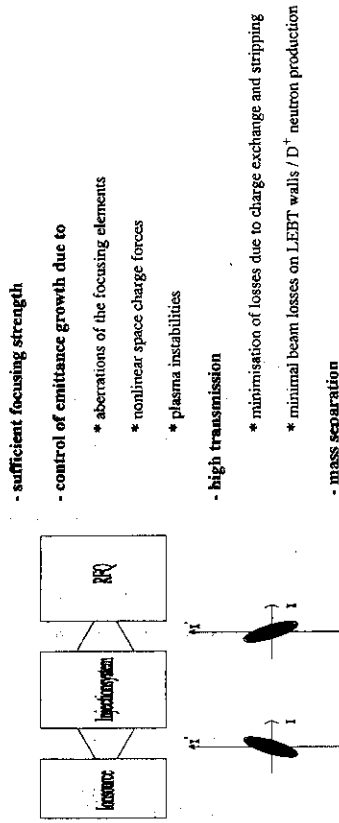 Ionsource
Injectionsystem
RFQ
r'
r
r'
r
- sufficient focusing strength
- control of emittance growth due to
* aberrations of the focusing elements
* nonlinear space charge forces
* plasma instabilities
- high transmission
* minimisation of losses due to charge exchange and stripping
* minimal beam losses on LEBT walls / D⁺ neutron production
- mass separation